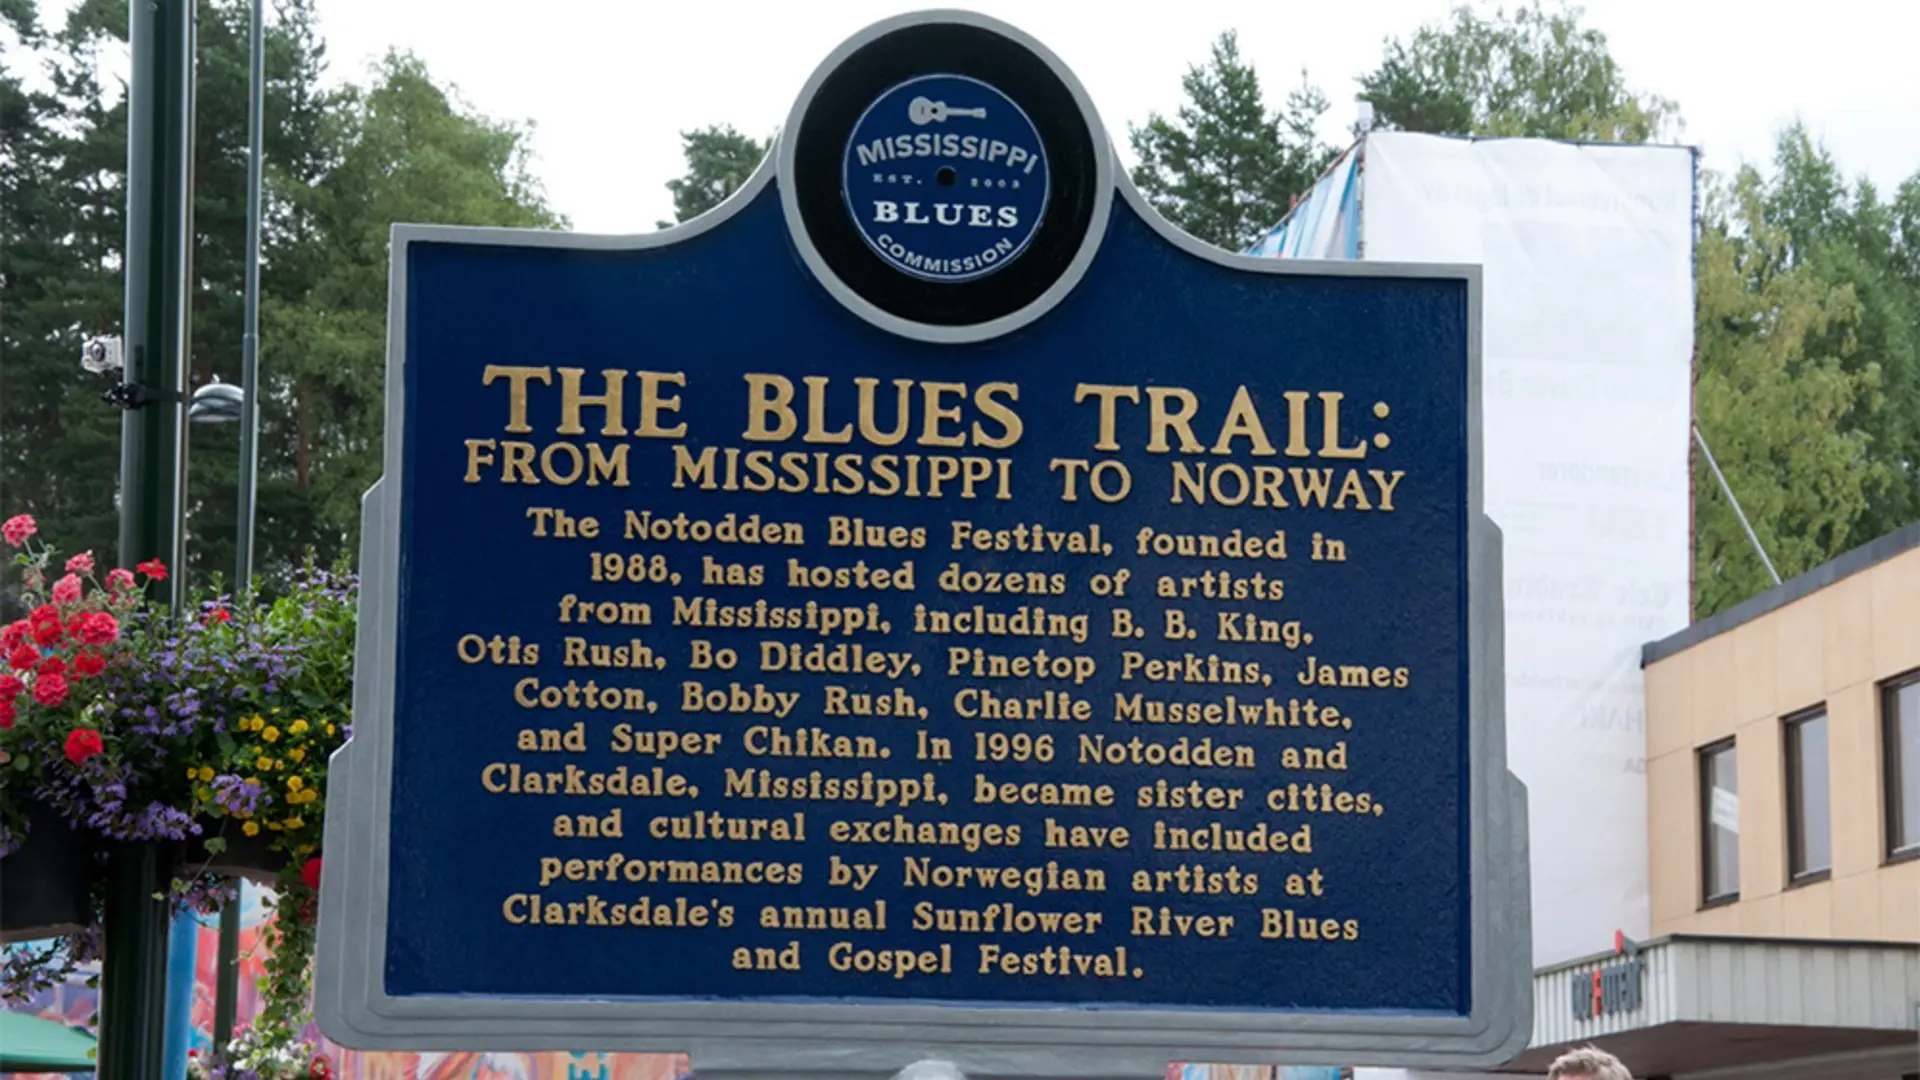 MISSISSIPPI
EST. 2003
BLUES
COMMISSION
THE BLUES TRAIL:
FROM MISSISSIPPI TO NORWAY
The Notodden Blues Festival, founded in
1988, has hosted dozens of artists
from Mississippi, including B. B. King,
Otis Rush, Bo Diddley, Pinetop Perkins, James
Cotton, Bobby Rush, Charlie Musselwhite,
and Super Chikan. In 1996 Notodden and
Clarksdale, Mississippi, became sister cities,
and cultural exchanges have included
performances by Norwegian artists at
Clarksdale's annual Sunflower River Blues
and Gospel Festival.